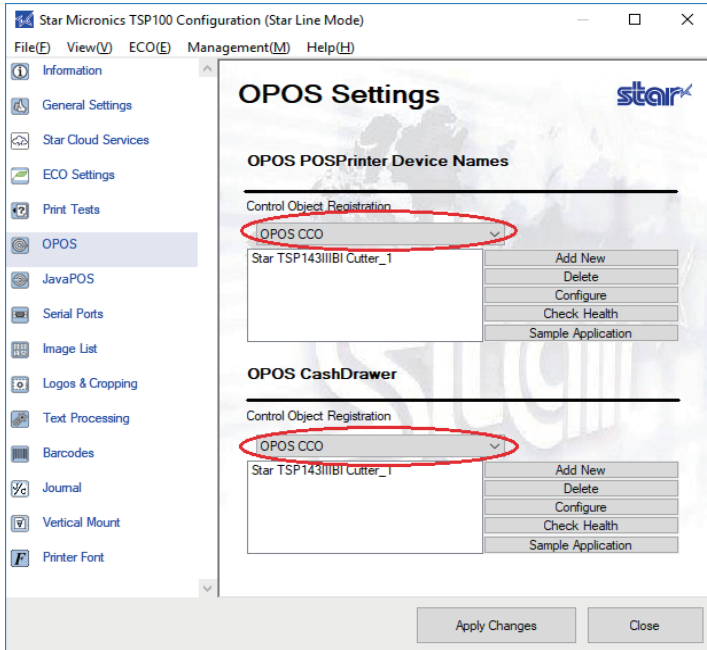 Star Micronics TSP100 Configuration (Star Line Mode)
File(F) View(V) ECO(E) Management(M) Help(H)
Information
General Settings
Star Cloud Services
ECO Settings
Print Tests
OPOS
JavaPOS
Serial Ports
Image List
Logos & Cropping
Text Processing
Barcodes
Journal
Vertical Mount
Printer Font
OPOS Settings
star
OPOS POSPrinter Device Names
Control Object Registration
OPOS CCO
Star TSP143IIIBI Cutter_1
Add New
Delete
Configure
Check Health
Sample Application
OPOS CashDrawer
Control Object Registration
OPOS CCO
Star TSP143IIIBI Cutter_1
Add New
Delete
Configure
Check Health
Sample Application
Apply Changes
Close